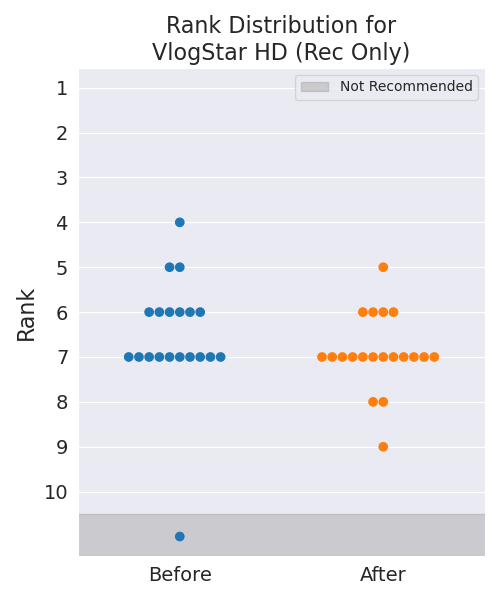 Rank Distribution for
VlogStar HD (Rec Only)
Not Recommended
1
2
3
4
5
6
7
8
9
10
Rank
Before
After